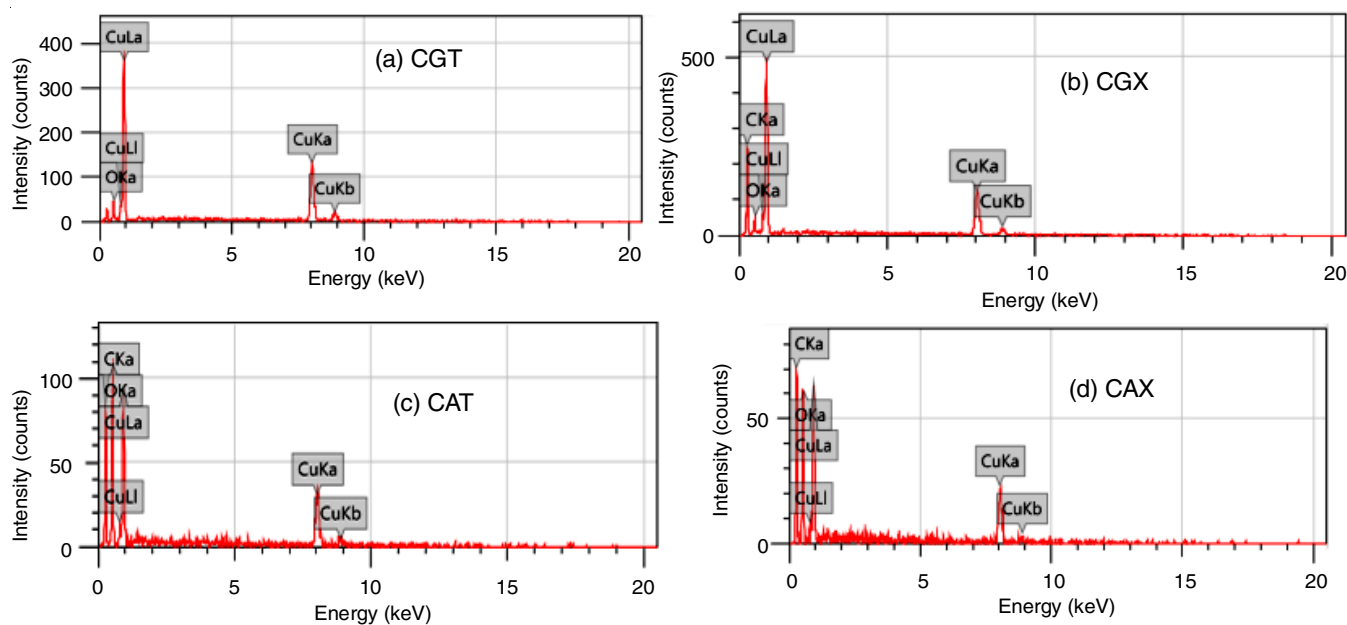 (a) CGT
Intensity (counts)
400
300
200
100
0
CuLa
CuLl
OKa
CuKa
CuKb
0 5 10 15 20
Energy (keV)
(b) CGX
Intensity (counts)
500
0
CuLa
CKa
CuLl
OKa
CuKa
CuKb
0 5 10 15 20
Energy (keV)
(c) CAT
Intensity (counts)
100
50
0
CKa
OKa
CuLa
CuLl
CuKa
CuKb
0 5 10 15 20
Energy (keV)
(d) CAX
Intensity (counts)
50
0
CKa
OKa
CuLa
CuLl
CuKa
CuKb
0 5 10 15 20
Energy (keV)